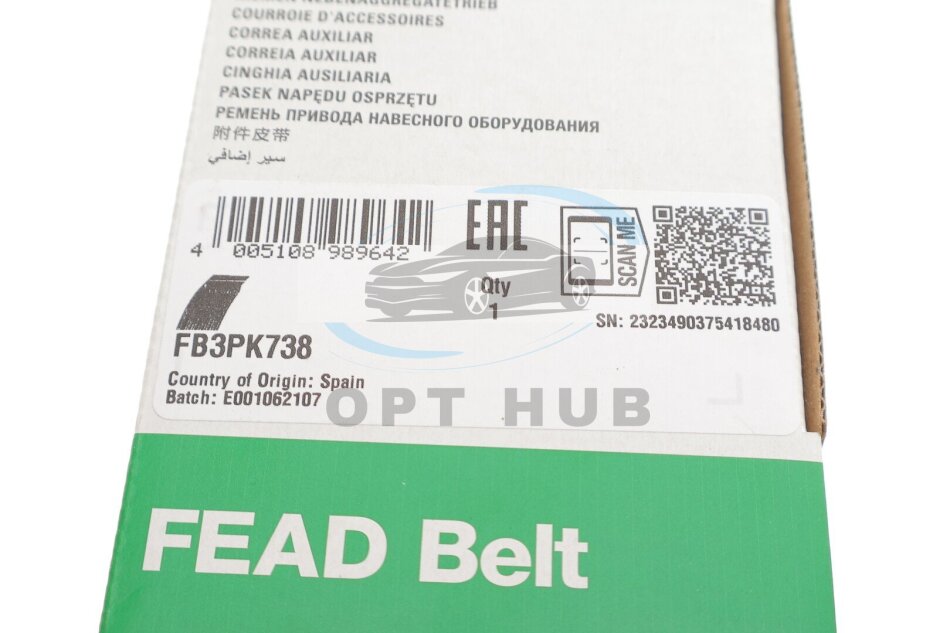 RIEMEN NEBENAGGREGATETRIEB
COURROIE D'ACCESSOIRES
CORREA AUXILIAR
CORREIA AUXILIAR
CINGHIA AUSILIARIA
PASEK NAPĘDU OSPRZĘTU
РЕМЕНЬ ПРИВОДА НАВЕСНОГО ОБОРУДОВАНИЯ
附件皮带
سير إضافي
4 005108 989642
EAC
Qty
1
SCAN ME
SN: 2323490375418480
FB3PK738
Country of Origin: Spain
Batch: E001062107
OPT HUB
FEAD Belt